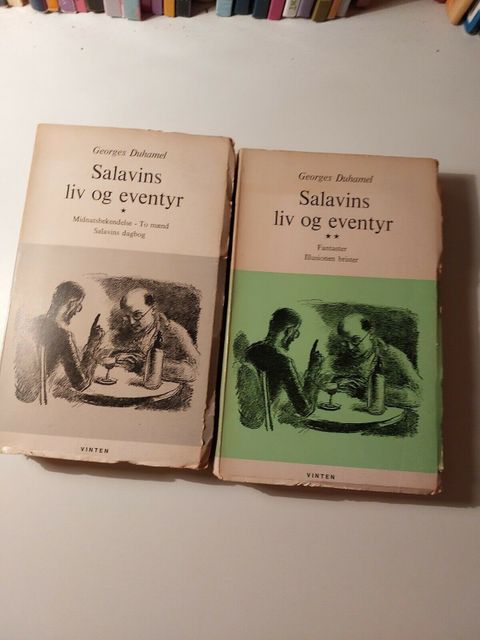 Georges Duhamel
Salavins
liv og eventyr
*
Midnatsbekendelse - To mænd
Salavins dagbog
VINTEN
Georges Duhamel
Salavins
liv og eventyr
**
Fantaster
Illusionen brister
VINTEN